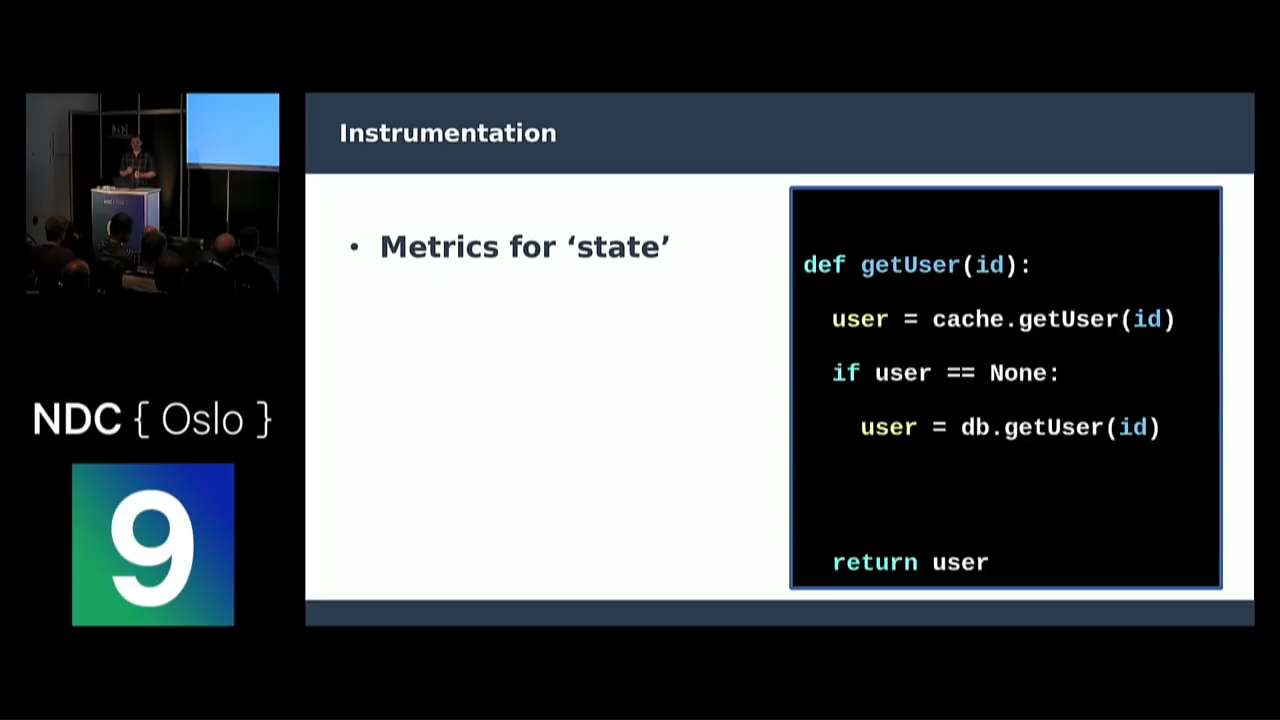 Instrumentation
• Metrics for ‘state’
def getUser(id):
user = cache.getUser(id)
if user == None:
user = db.getUser(id)
return user
NDC { Oslo }
9